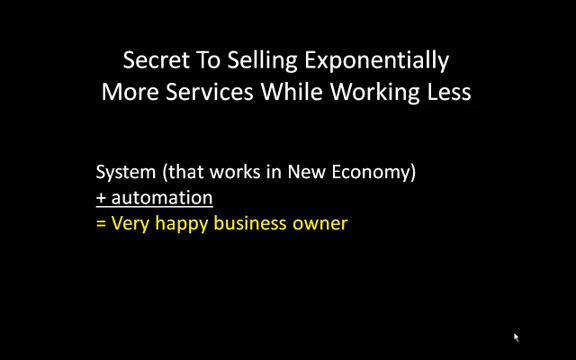 Secret To Selling Exponentially
More Services While Working Less
System (that works in New Economy)
+ automation
= Very happy business owner